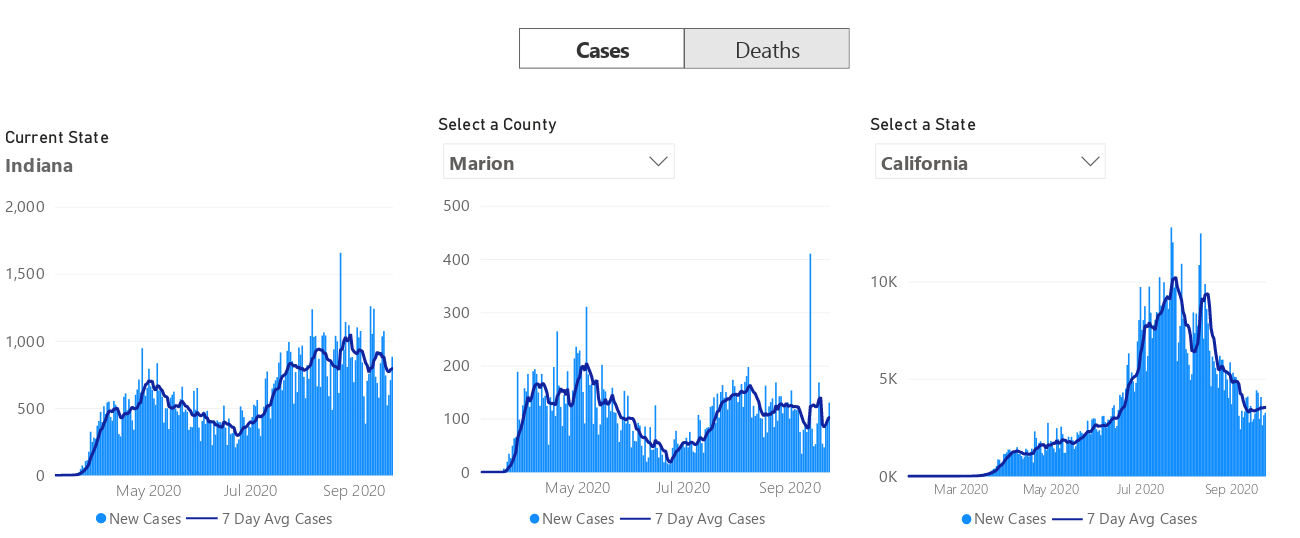 Cases Deaths
Current State
Indiana
Select a County
Marion
Select a State
California
2,000
1,500
1,000
500
0
May 2020 Jul 2020 Sep 2020
New Cases 7 Day Avg Cases
500
400
300
200
100
0
May 2020 Jul 2020 Sep 2020
New Cases 7 Day Avg Cases
10K
5K
0K
Mar 2020 May 2020 Jul 2020 Sep 2020
New Cases 7 Day Avg Cases